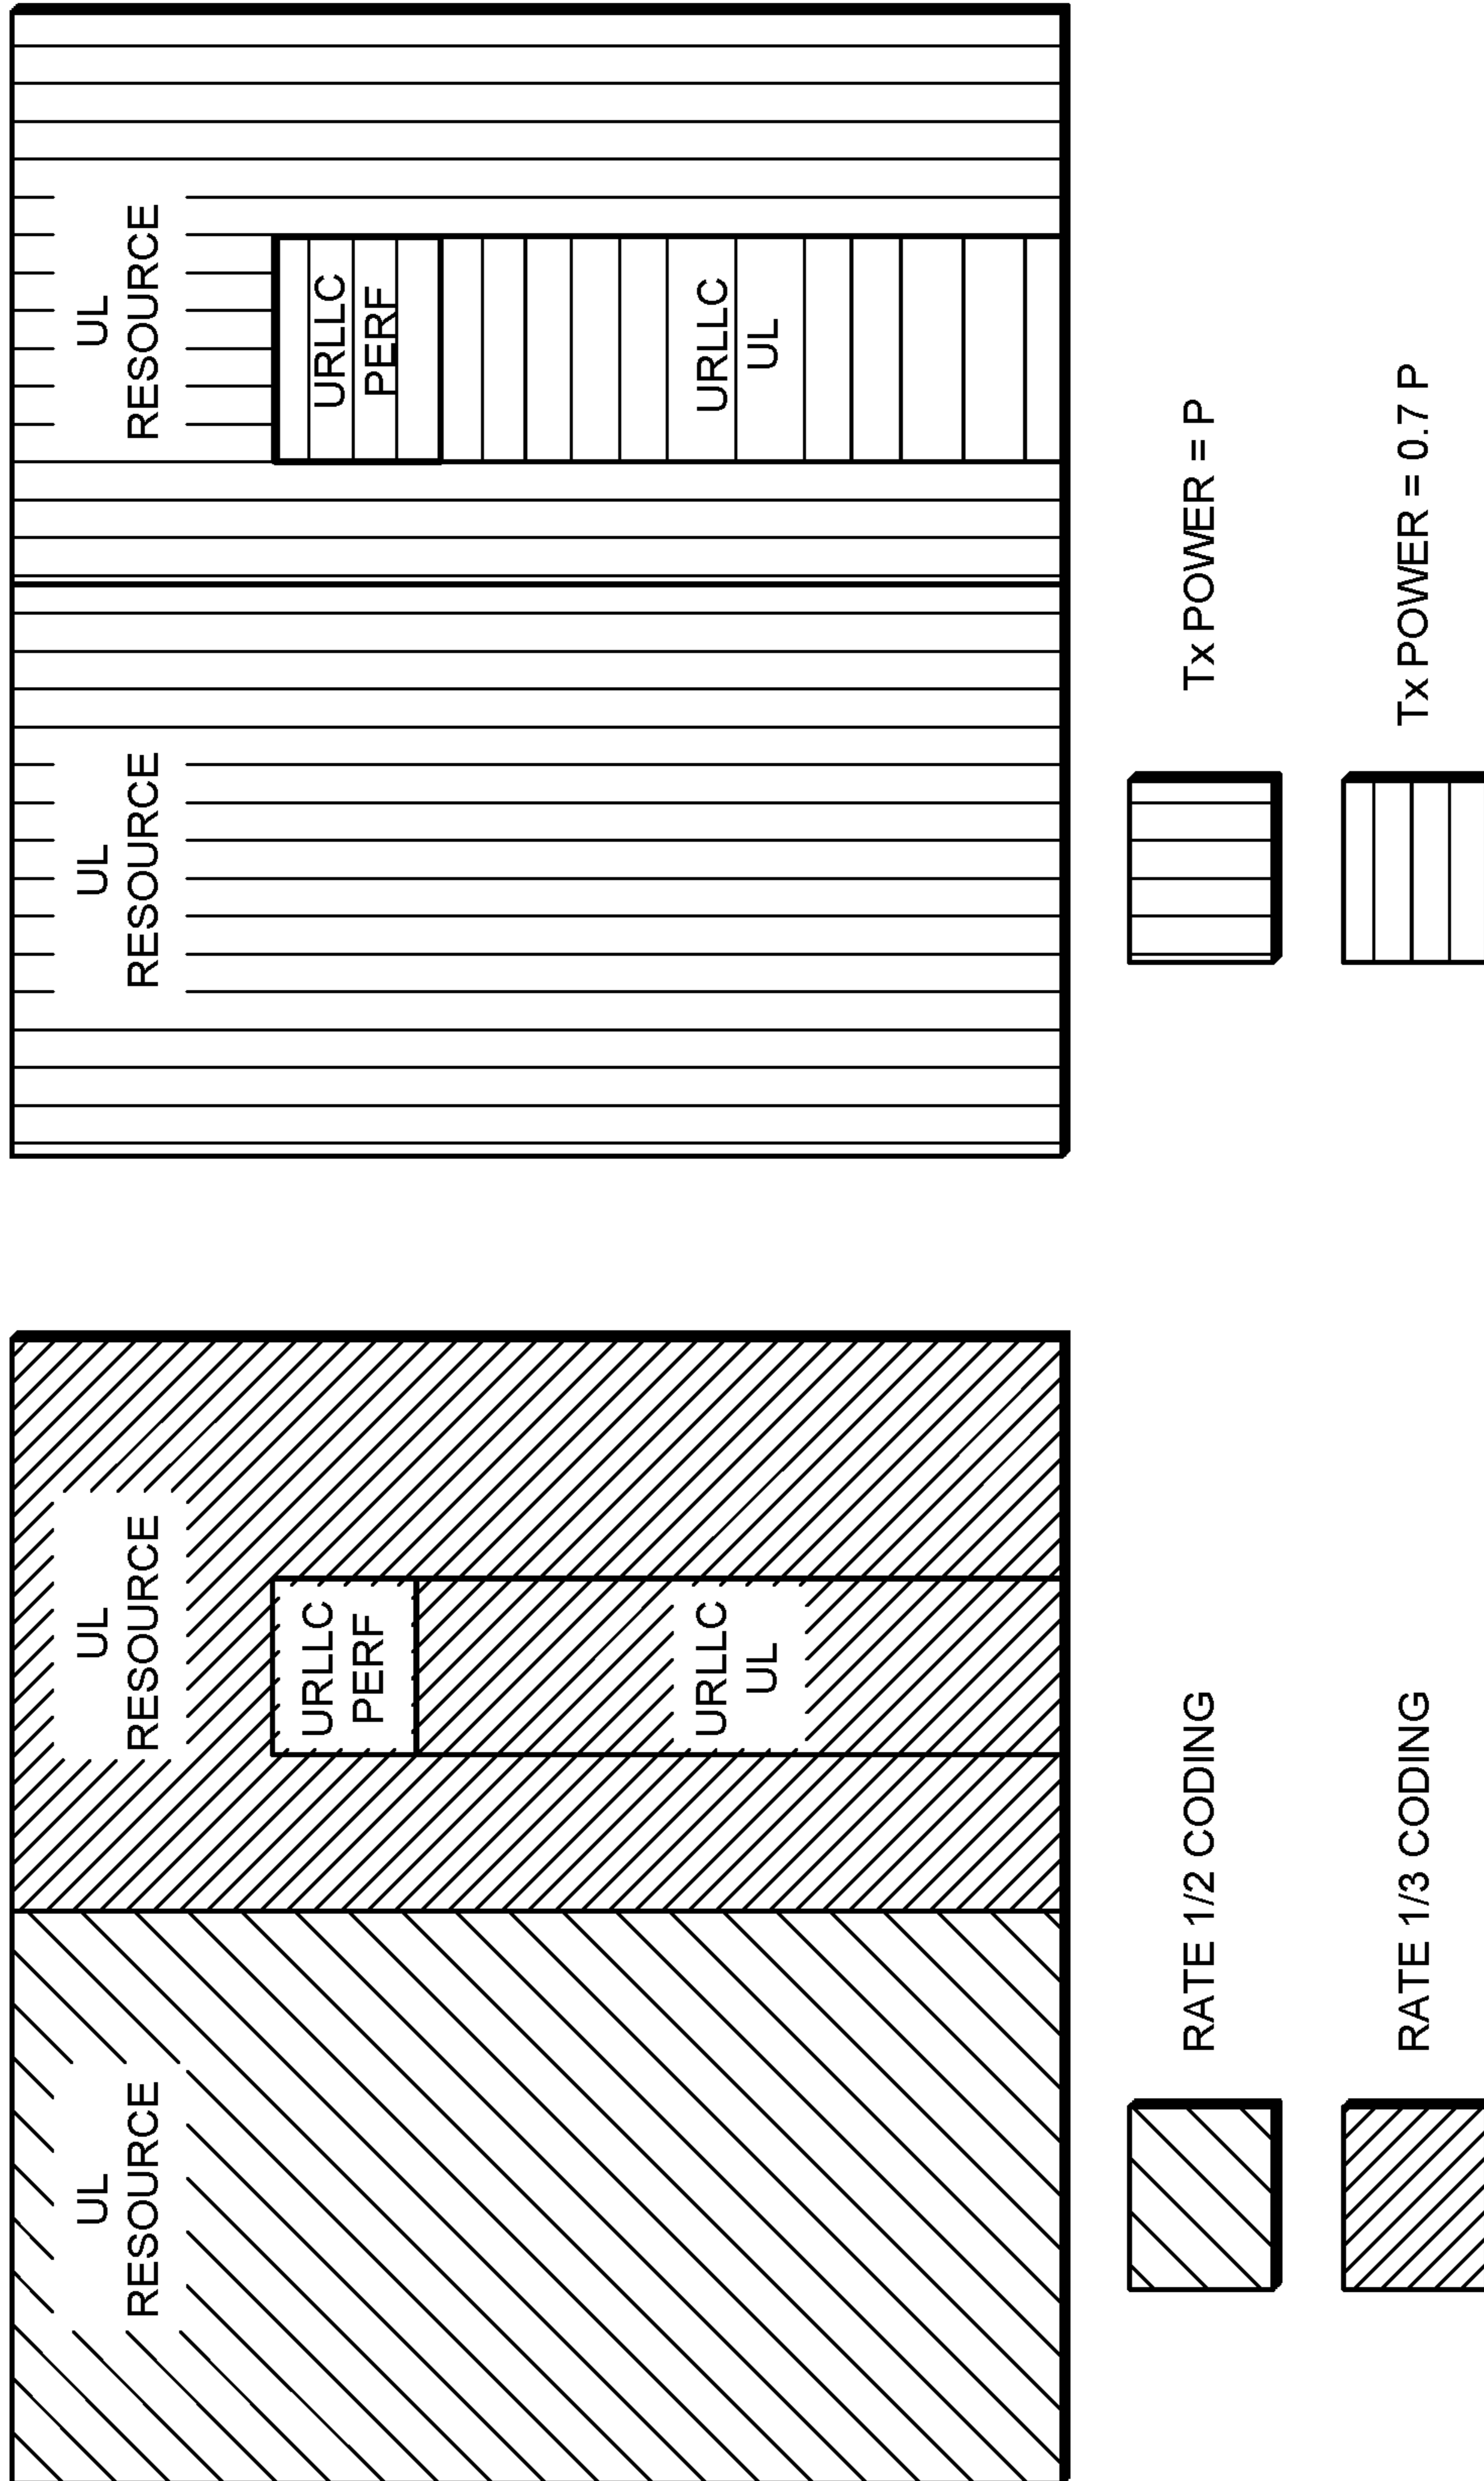 UL
RESOURCE
UL
RESOURCE
URLLC
PERF
URLLC
UL
RATE 1/2 CODING
RATE 1/3 CODING
UL
RESOURCE
UL
RESOURCE
URLLC
PERF
URLLC
UL
Tx POWER = P
Tx POWER = 0.7 P